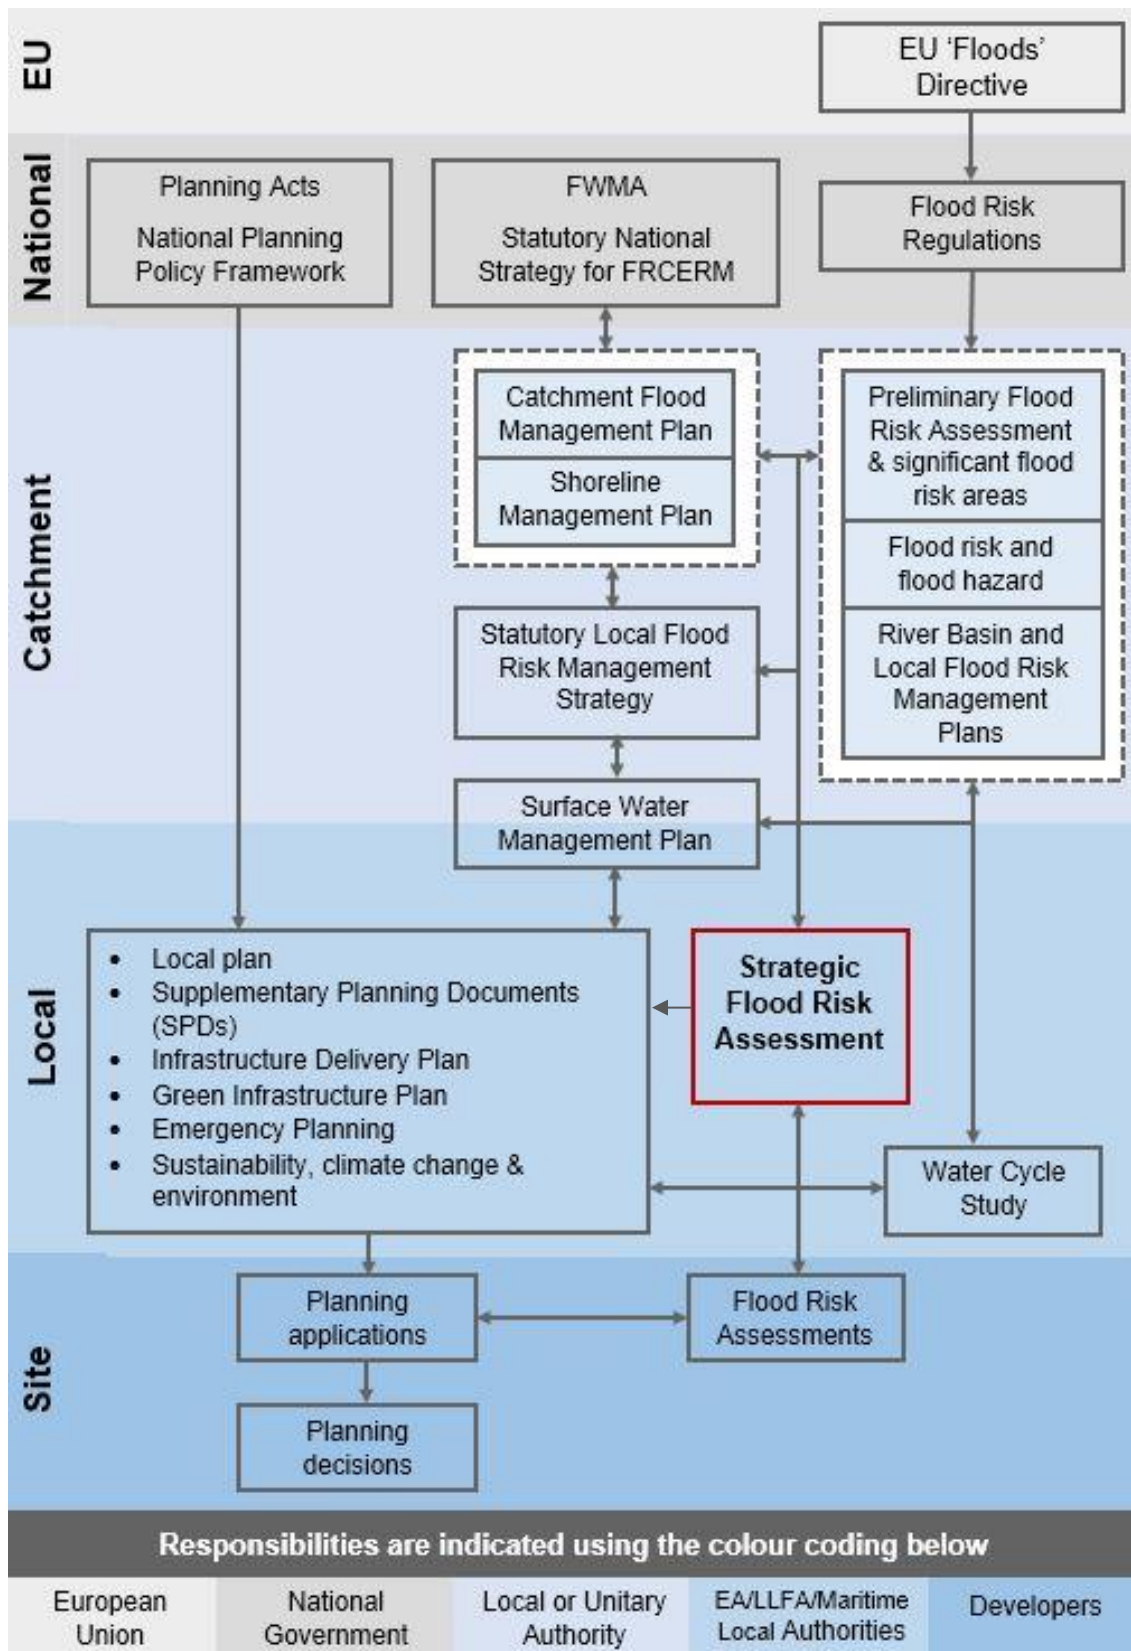 EU
EU ‘Floods’
Directive
National
Planning Acts
National Planning
Policy Framework
FWMA
Statutory National
Strategy for FRCERM
Flood Risk
Regulations
Catchment
Catchment Flood
Management Plan
Shoreline
Management Plan
Preliminary Flood
Risk Assessment
& significant flood
risk areas
Flood risk and
flood hazard
River Basin and
Local Flood Risk
Management
Plans
Statutory Local Flood
Risk Management
Strategy
Surface Water
Management Plan
Local
• Local plan
• Supplementary Planning Documents
(SPDs)
• Infrastructure Delivery Plan
• Green Infrastructure Plan
• Emergency Planning
• Sustainability, climate change &
environment
Strategic
Flood Risk
Assessment
Water Cycle
Study
Site
Planning
applications
Flood Risk
Assessments
Planning
decisions
Responsibilities are indicated using the colour coding below
European
Union
National
Government
Local or Unitary
Authority
EA/LLFA/Maritime
Local Authorities
Developers